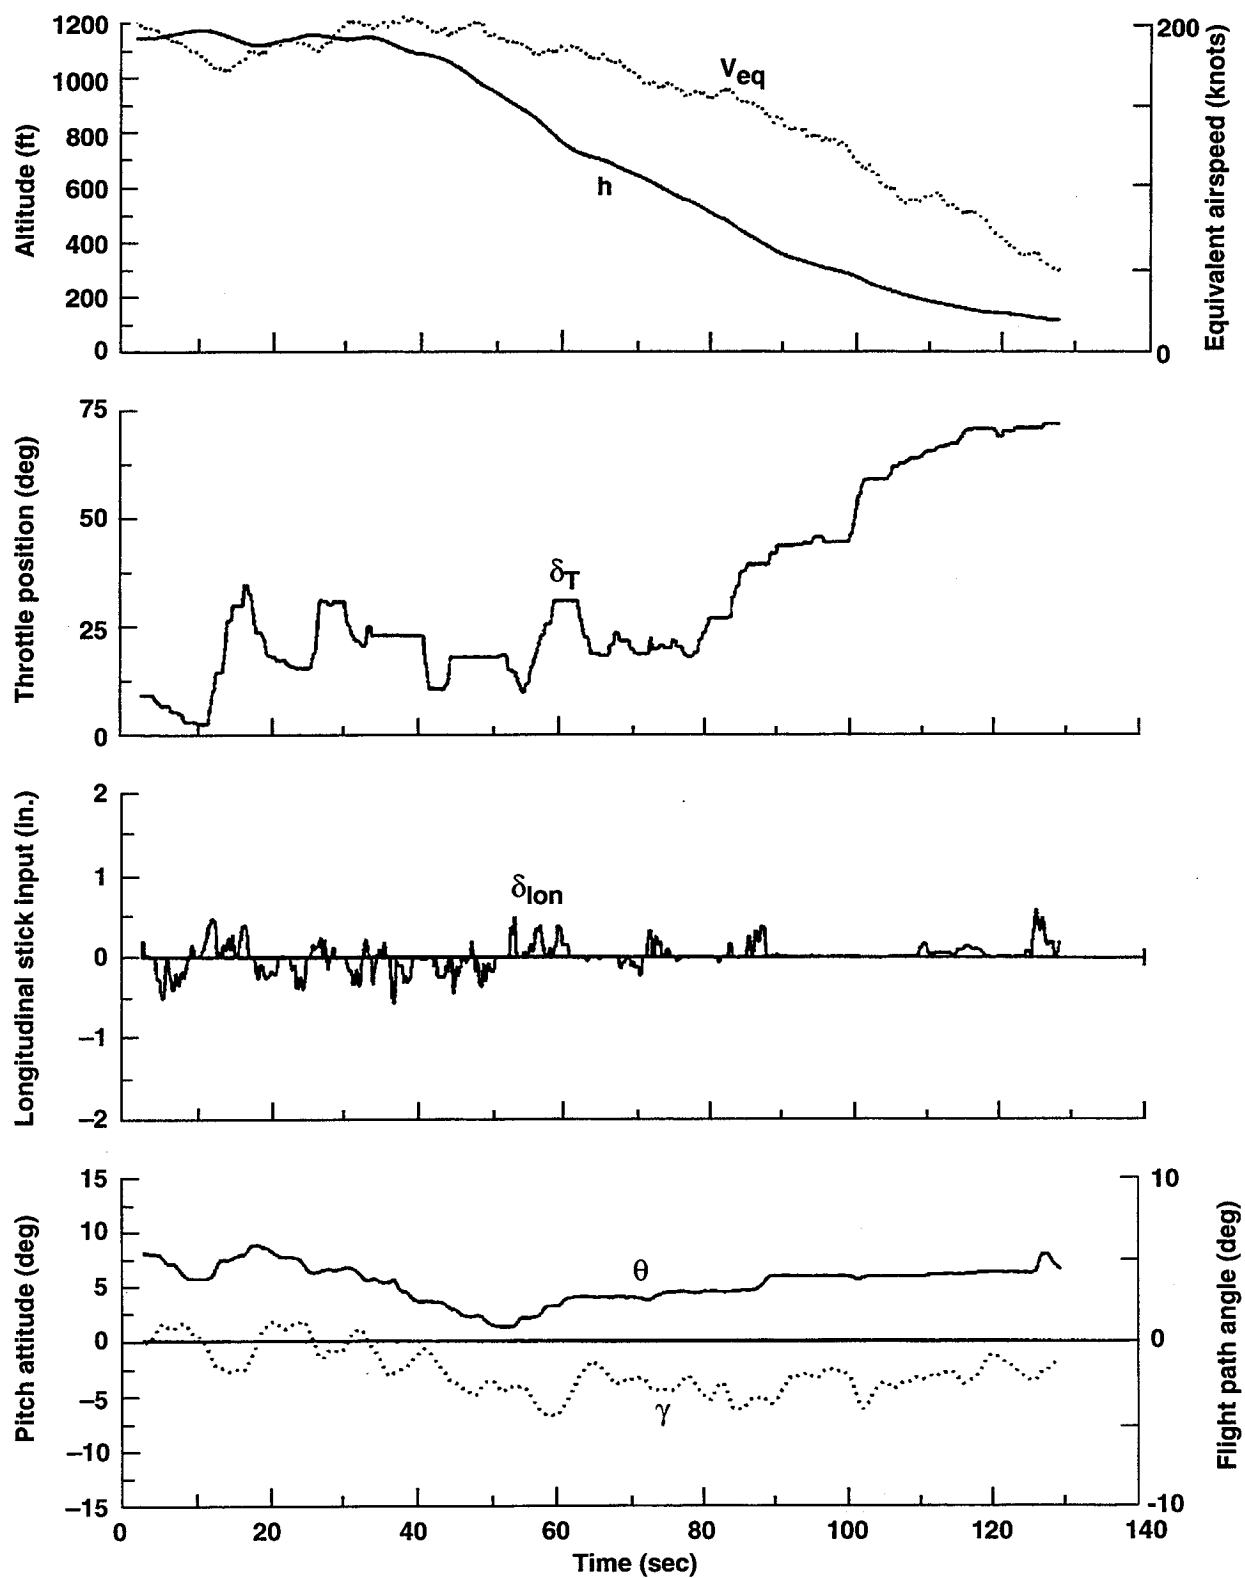 1200
1000
800
600
400
200
0
Altitude (ft)
Veq
h
200
0
Equivalent airspeed (knots)
75
50
25
0
Throttle position (deg)
δT
2
1
0
–1
–2
Longitudinal stick input (in.)
δlon
15
10
5
0
–5
–10
–15
Pitch attitude (deg)
θ
γ
10
0
-10
Flight path angle (deg)
0 20 40 60 80 100 120 140
Time (sec)